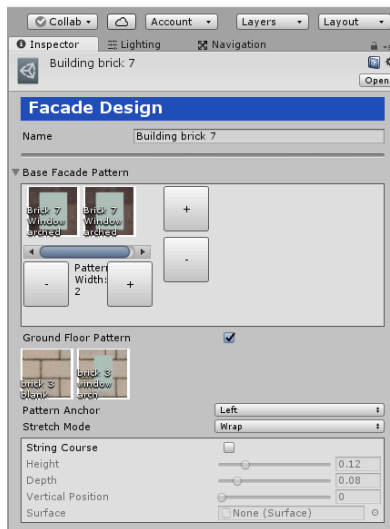 Collab Account Layers Layout
Inspector Lighting Navigation
Building brick 7
Open
Facade Design
Name Building brick 7
Base Facade Pattern
Brick 7 Window arched
Brick 7 Window arched
+
-
Pattern Width: 2
- +
Ground Floor Pattern
brick 3 blank
brick 3 window arch
Pattern Anchor Left
Stretch Mode Wrap
String Course
Height 0.12
Depth 0.08
Vertical Position 0
Surface None (Surface)